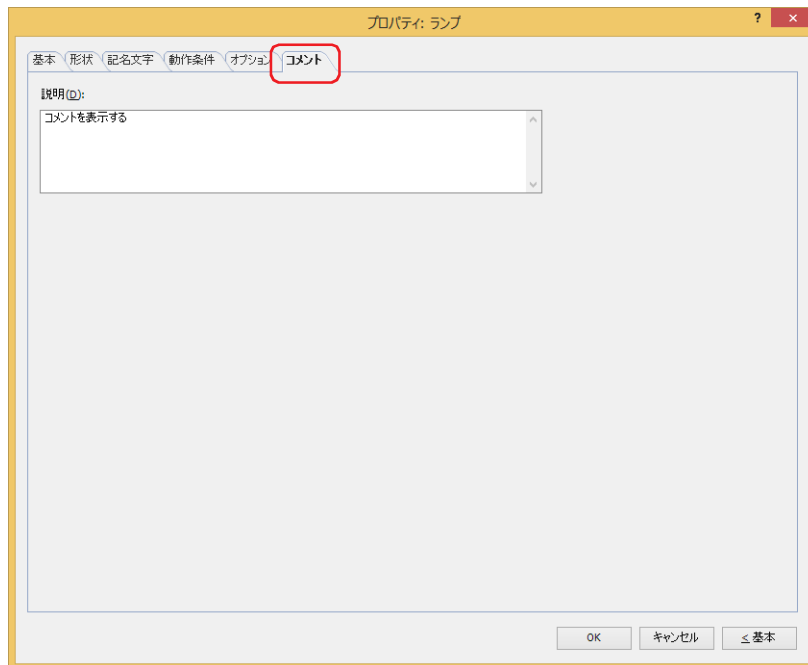 プロパティ: ランプ
? ×
基本 形状 記名文字 動作条件 オプション コメント
説明(D):
コメントを表示する
OK キャンセル < 基本